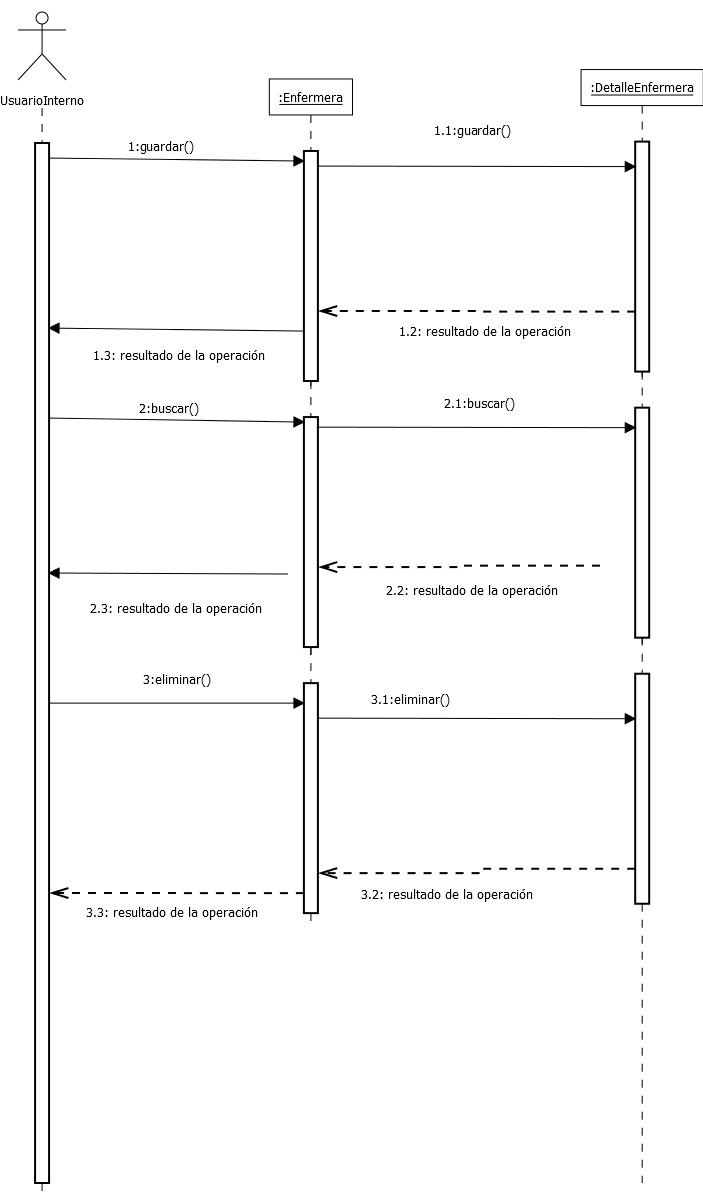 UsuarioInterno
:Enfermera
:DetalleEnfermera
1:guardar()
1.1:guardar()
1.2: resultado de la operación
1.3: resultado de la operación
2:buscar()
2.1:buscar()
2.2: resultado de la operación
2.3: resultado de la operación
3:eliminar()
3.1:eliminar()
3.2: resultado de la operación
3.3: resultado de la operación